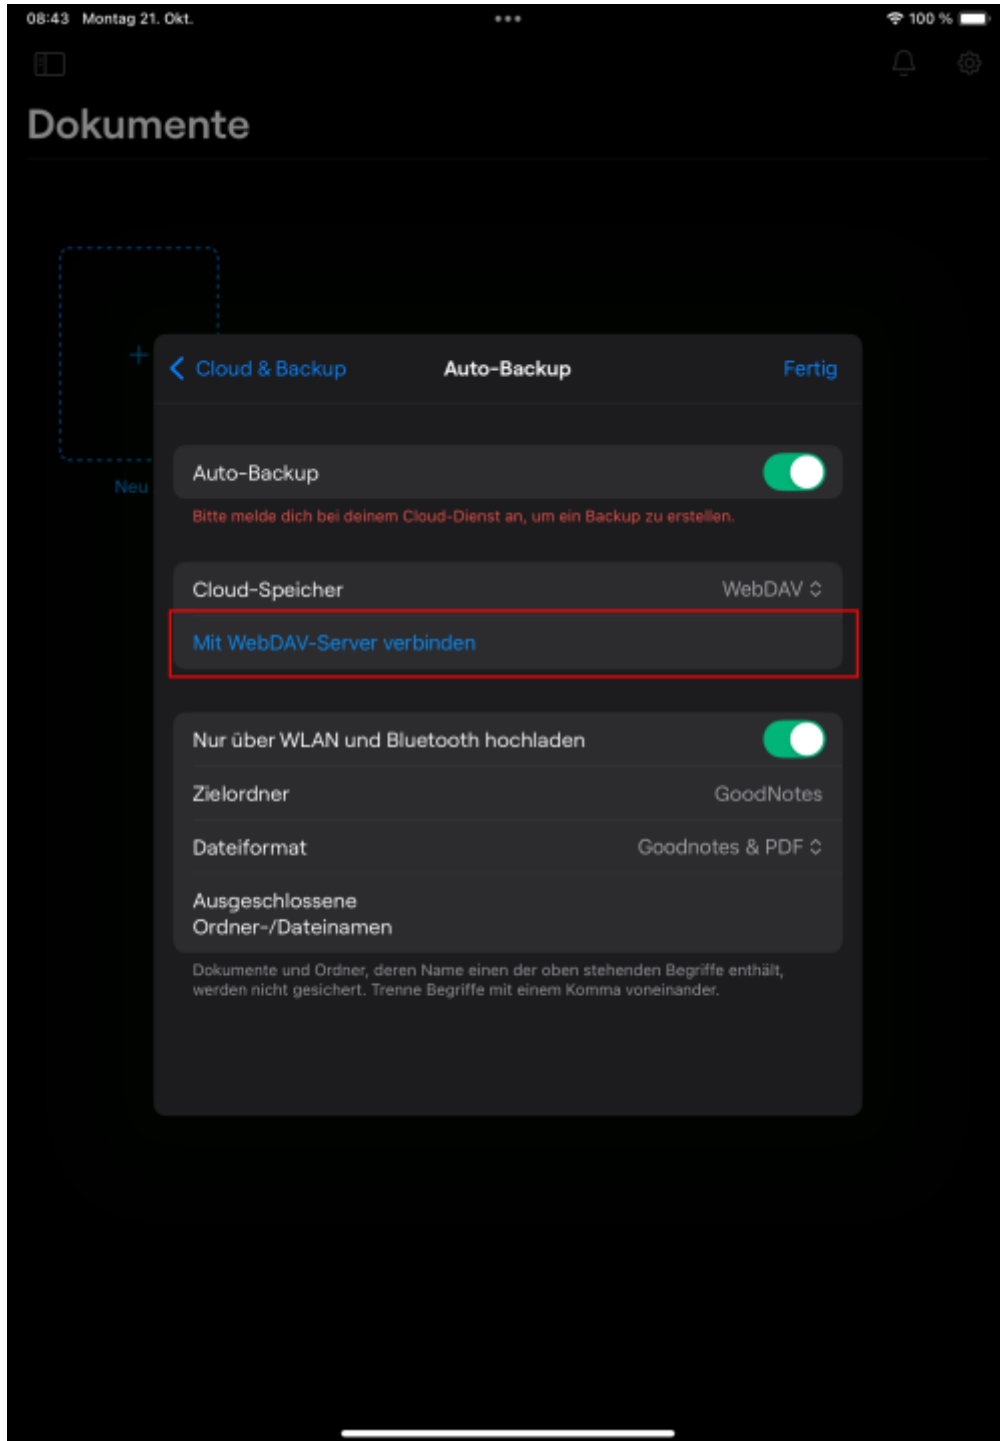 08:43 Montag 21. Okt.
100 %
Dokumente
Neu
Cloud & Backup
Auto-Backup
Fertig
Auto-Backup
Bitte melde dich bei deinem Cloud-Dienst an, um ein Backup zu erstellen.
Cloud-Speicher
WebDAV
Mit WebDAV-Server verbinden
Nur über WLAN und Bluetooth hochladen
Zielordner
GoodNotes
Dateiformat
Goodnotes & PDF
Ausgeschlossene
Ordner-/Dateinamen
Dokumente und Ordner, deren Name einen der oben stehenden Begriffe enthält,
werden nicht gesichert. Trenne Begriffe mit einem Komma voneinander.